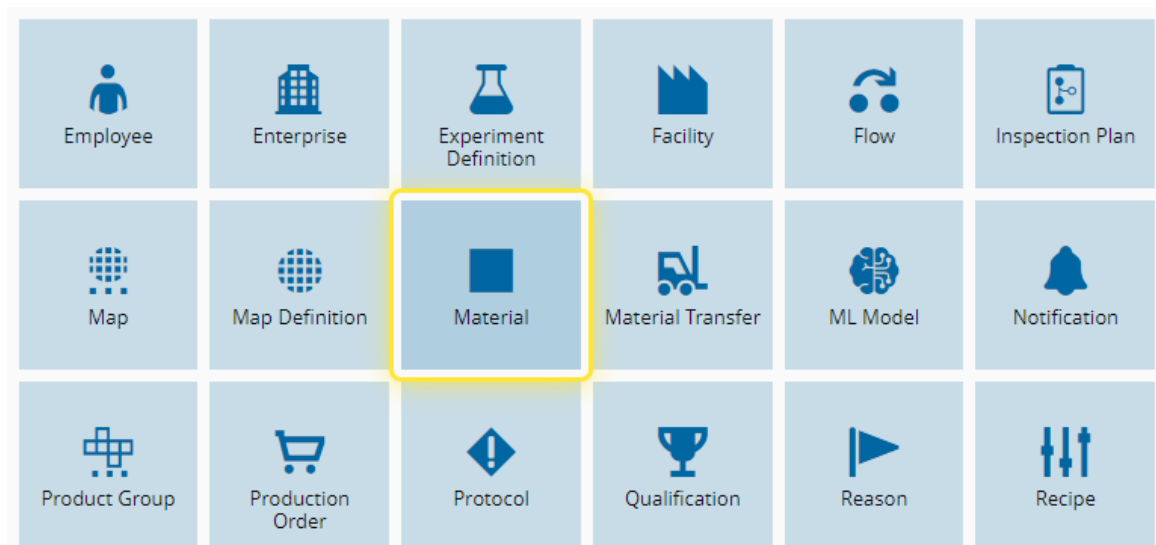 Employee
Enterprise
Experiment
Definition
Facility
Flow
Inspection Plan
Map
Map Definition
Material
Material Transfer
ML Model
Notification
Product Group
Production
Order
Protocol
Qualification
Reason
Recipe